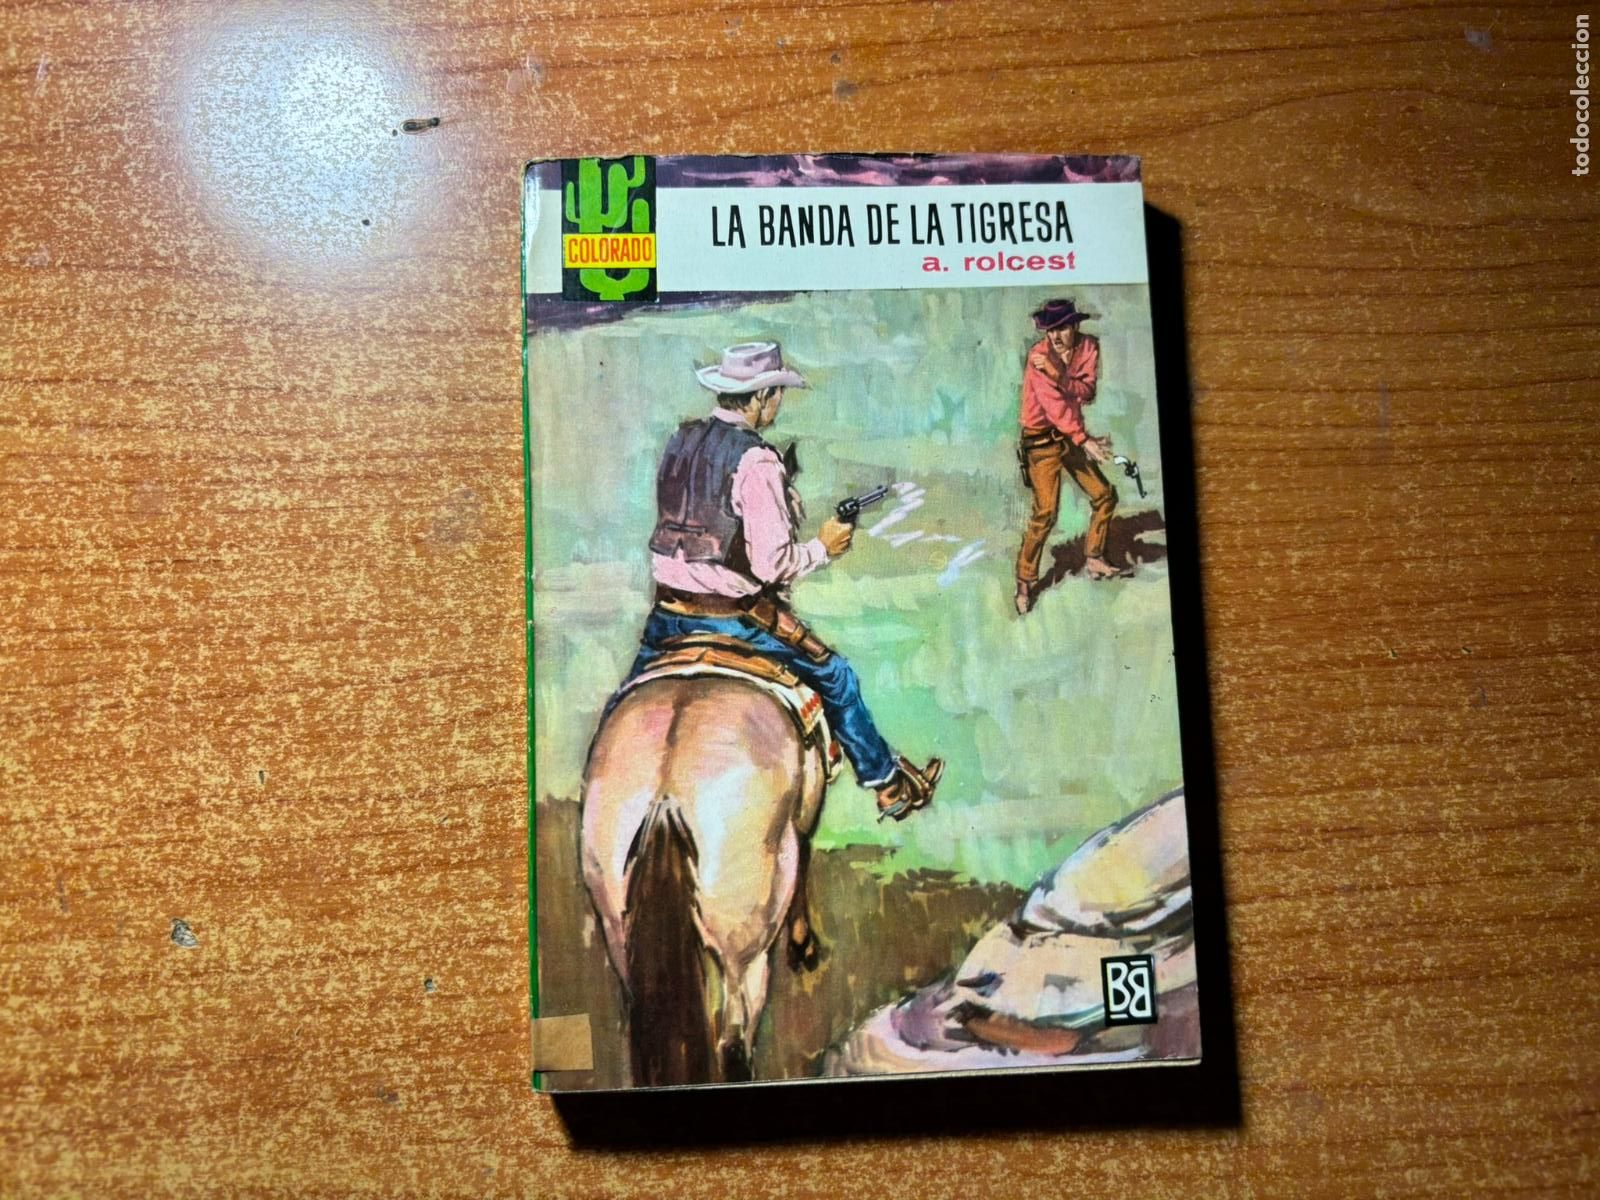 COLORADO
LA BANDA DE LA TIGRESA
a. rolcest
BB
todocoleccion